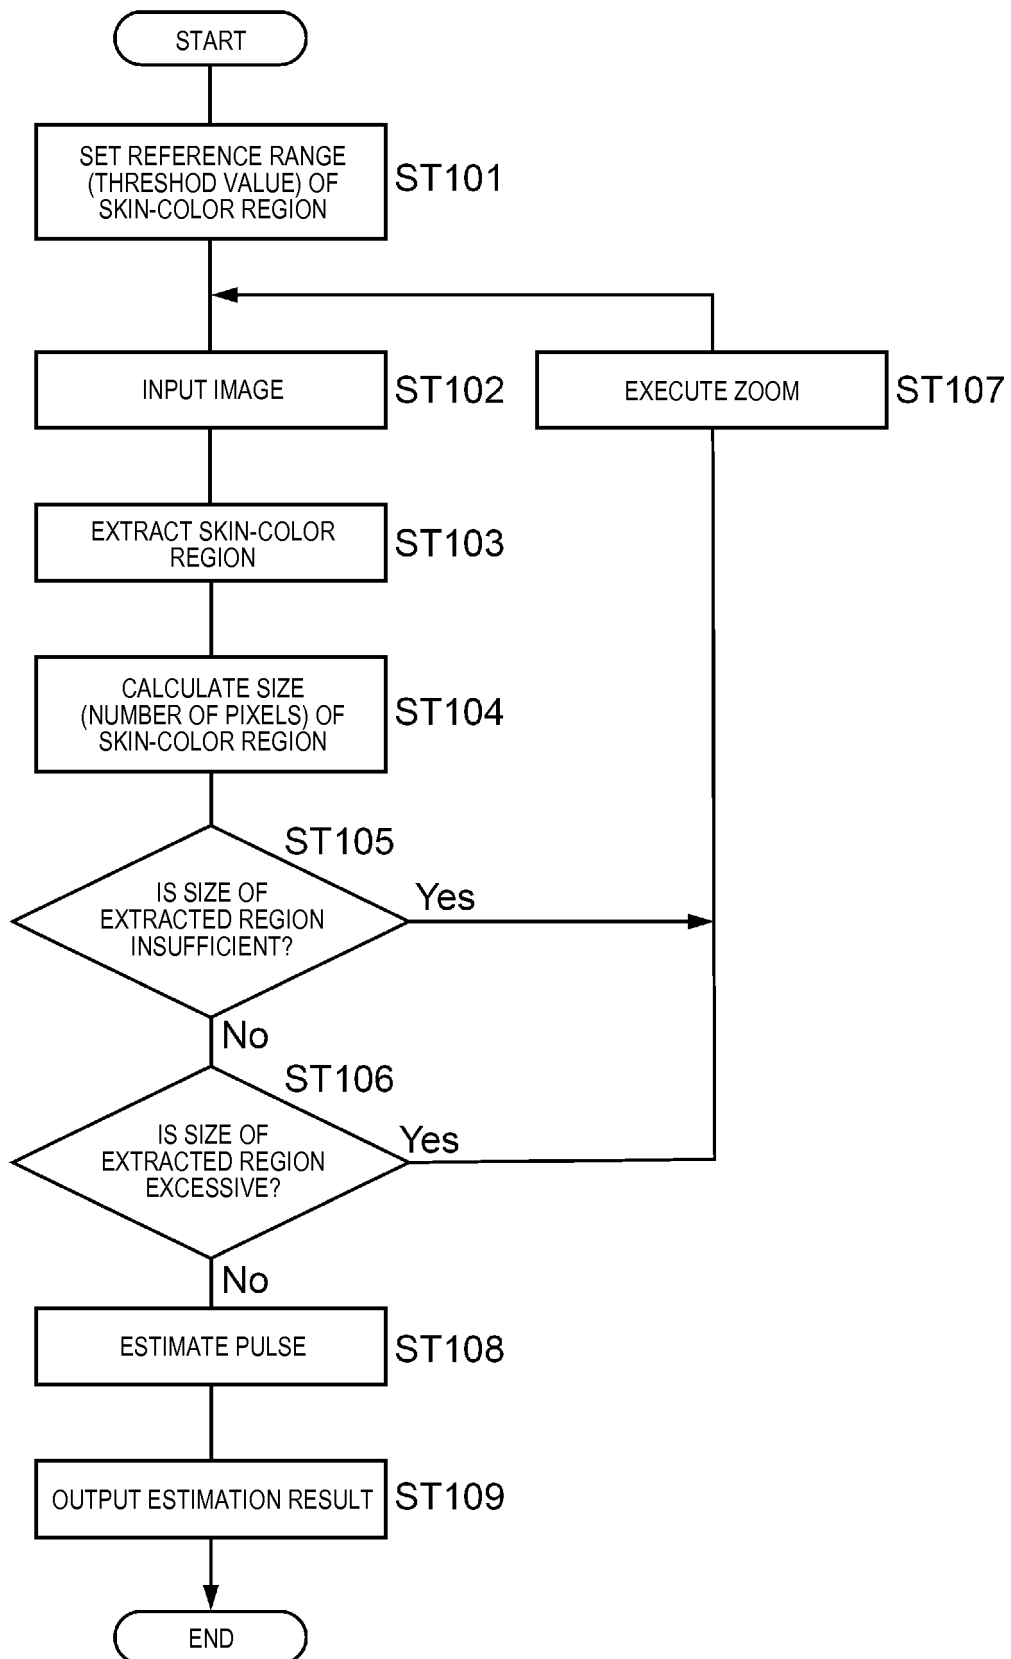 START
SET REFERENCE RANGE
(THRESHOD VALUE) OF
SKIN-COLOR REGION
ST101
INPUT IMAGE
ST102
EXECUTE ZOOM
ST107
EXTRACT SKIN-COLOR
REGION
ST103
CALCULATE SIZE
(NUMBER OF PIXELS) OF
SKIN-COLOR REGION
ST104
ST105
IS SIZE OF
EXTRACTED REGION
INSUFFICIENT?
Yes
No
ST106
IS SIZE OF
EXTRACTED REGION
EXCESSIVE?
Yes
No
ESTIMATE PULSE
ST108
OUTPUT ESTIMATION RESULT
ST109
END